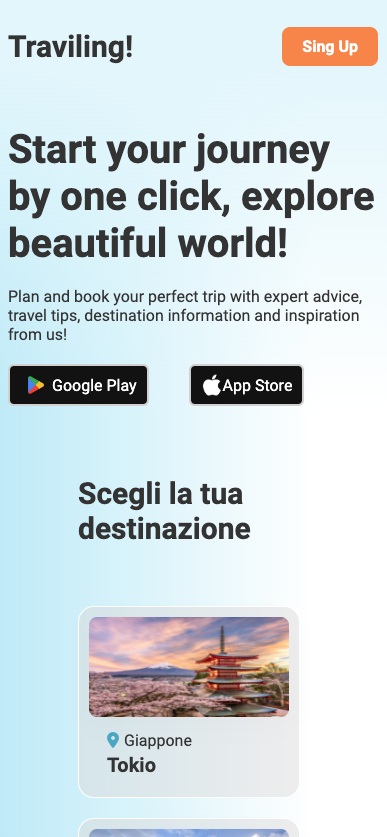 Traviling!
Sing Up
Start your journey
by one click, explore
beautiful world!
Plan and book your perfect trip with expert advice,
travel tips, destination information and inspiration
from us!
Google Play
App Store
Scegli la tua
destinazione
Giappone
Tokio